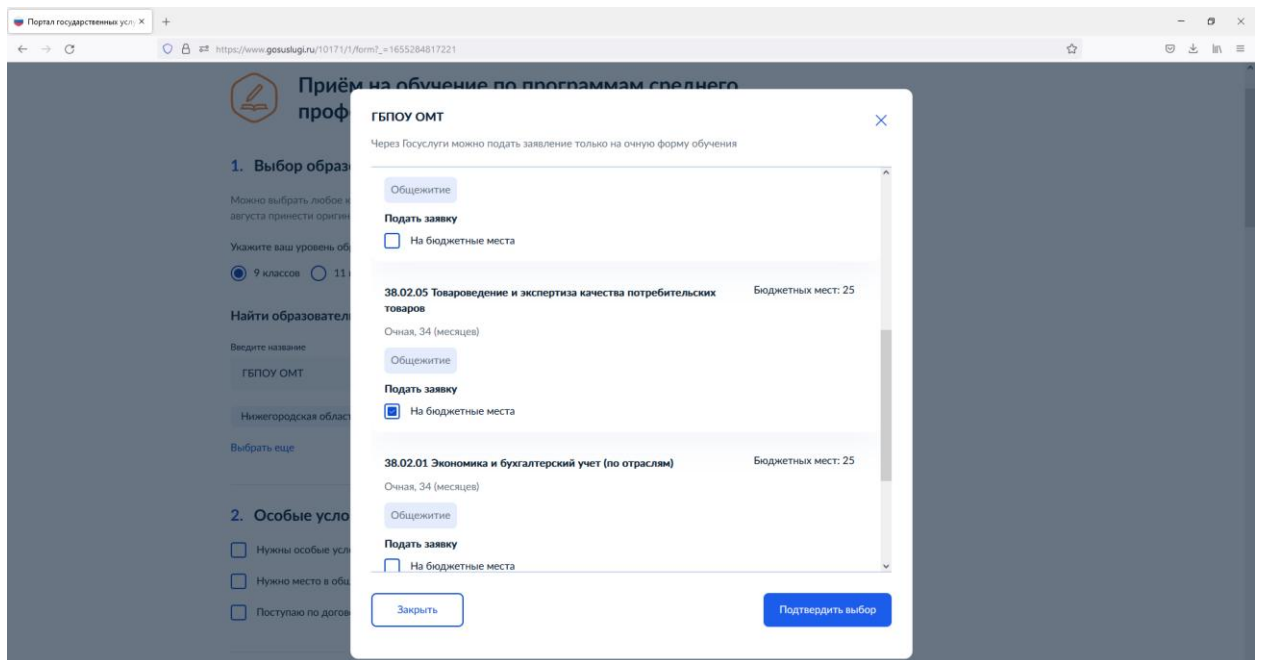 Портал государственных услу
https://www.gosuslugi.ru/10171/1/form?_=1655284817221
Приём на обучение по программам среднего
проф
1. Выбор образо
Можно выбрать любое к
августа принести оригин
Укажите ваш уровень об
9 классов
11
Найти образовател
Введите название
ГБПОУ ОМТ
Нижегородская област
Выбрать еще
2. Особые усло
Нужны особые усл
Нужно место в общ
Поступаю по догов
ГБПОУ ОМТ
Через Госуслуги можно подать заявление только на очную форму обучения
Общежитие
Подать заявку
На бюджетные места
38.02.05 Товароведение и экспертиза качества потребительских
товаров
Бюджетных мест: 25
Очная, 34 (месяцев)
Общежитие
Подать заявку
На бюджетные места
38.02.01 Экономика и бухгалтерский учет (по отраслям)
Бюджетных мест: 25
Очная, 34 (месяцев)
Общежитие
Подать заявку
На бюджетные места
Закрыть
Подтвердить выбор